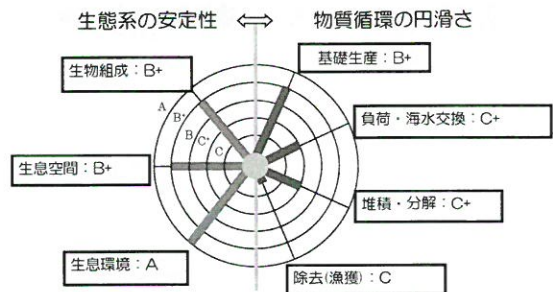 生態系の安定性 ⇔ 物質循環の円滑さ
生物組成：B+
基礎生産：B+
A
B+
B
C+
C
負荷・海水交換：C+
生息空間：B+
堆積・分解：C+
生息環境：A
除去(漁獲)：C